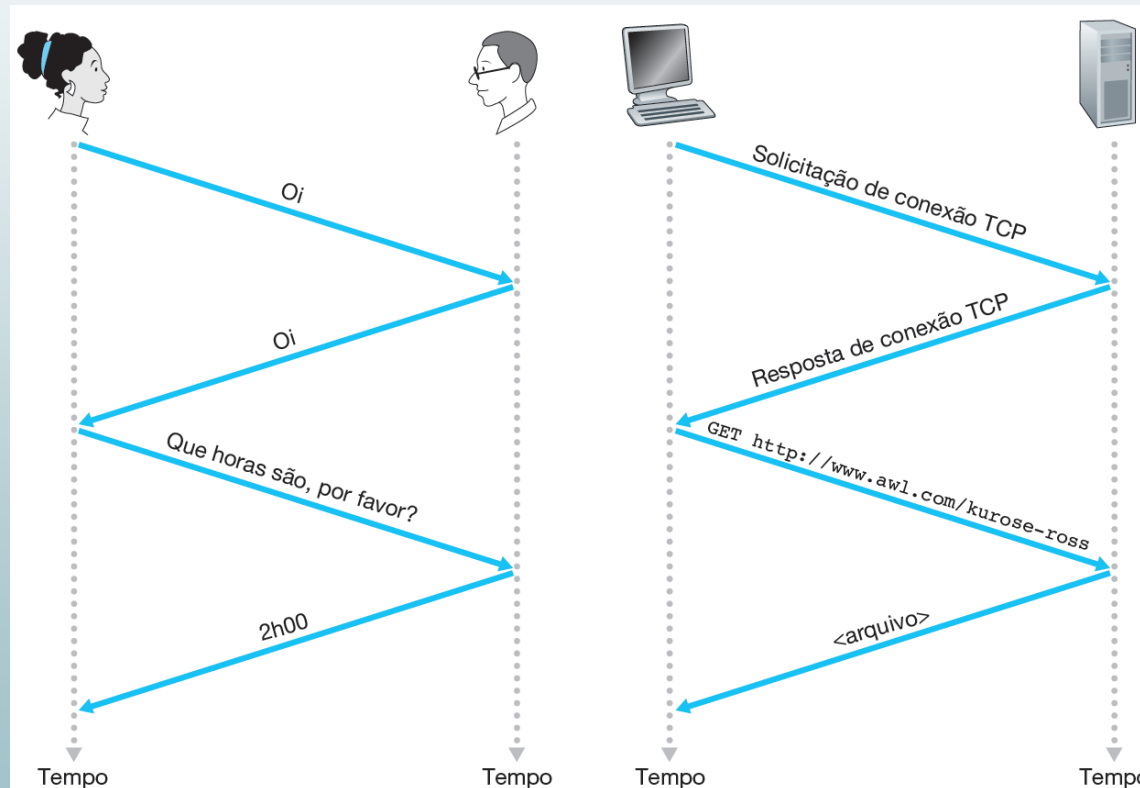 Oi
Oi
Que horas são, por favor?
2h00
Tempo
Tempo
Solicitação de conexão TCP
Resposta de conexão TCP
GET http://www.awl.com/kurose-ross
<arquivo>
Tempo
Tempo